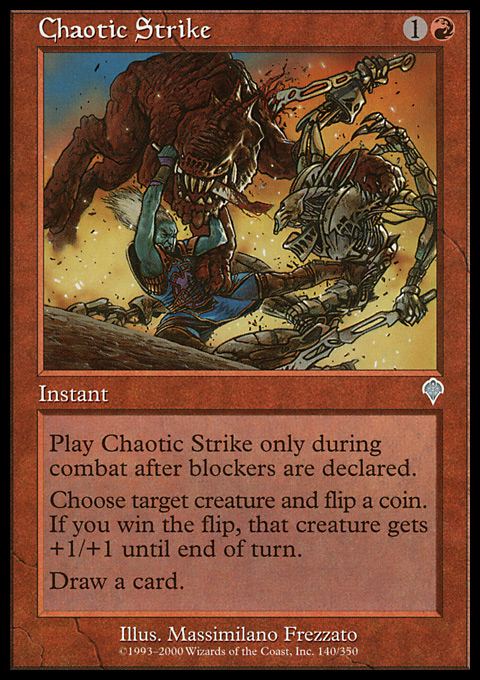 Chaotic Strike 1
Instant
Play Chaotic Strike only during
combat after blockers are declared.
Choose target creature and flip a coin.
If you win the flip, that creature gets
+1/+1 until end of turn.
Draw a card.
Illus. Massimilano Frezzato
©1993–2000 Wizards of the Coast, Inc. 140/350